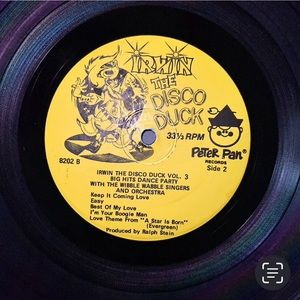 IRWIN
THE
DISCO
DUCK
33⅓ RPM
PETER PAN®
RECORDS
Side 2
8202 B
IRWIN THE DISCO DUCK VOL. 3
BIG HITS DANCE PARTY
WITH THE WIBBLE WABBLE SINGERS
AND ORCHESTRA
Keep It Coming Love
Easy
Best Of My Love
I'm Your Boogie Man
Love Theme From "A Star Is Born"
(Evergreen)
Produced by Ralph Stein